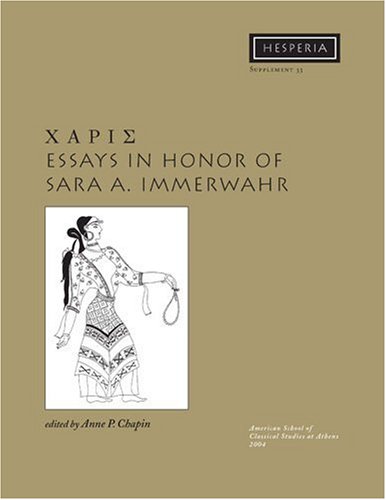 HESPERIA
SUPPLEMENT 33
ΧΑΡΙΣ
ESSAYS IN HONOR OF
SARA A. IMMERWAHR
edited by Anne P. Chapin
American School of
Classical Studies at Athens
2004